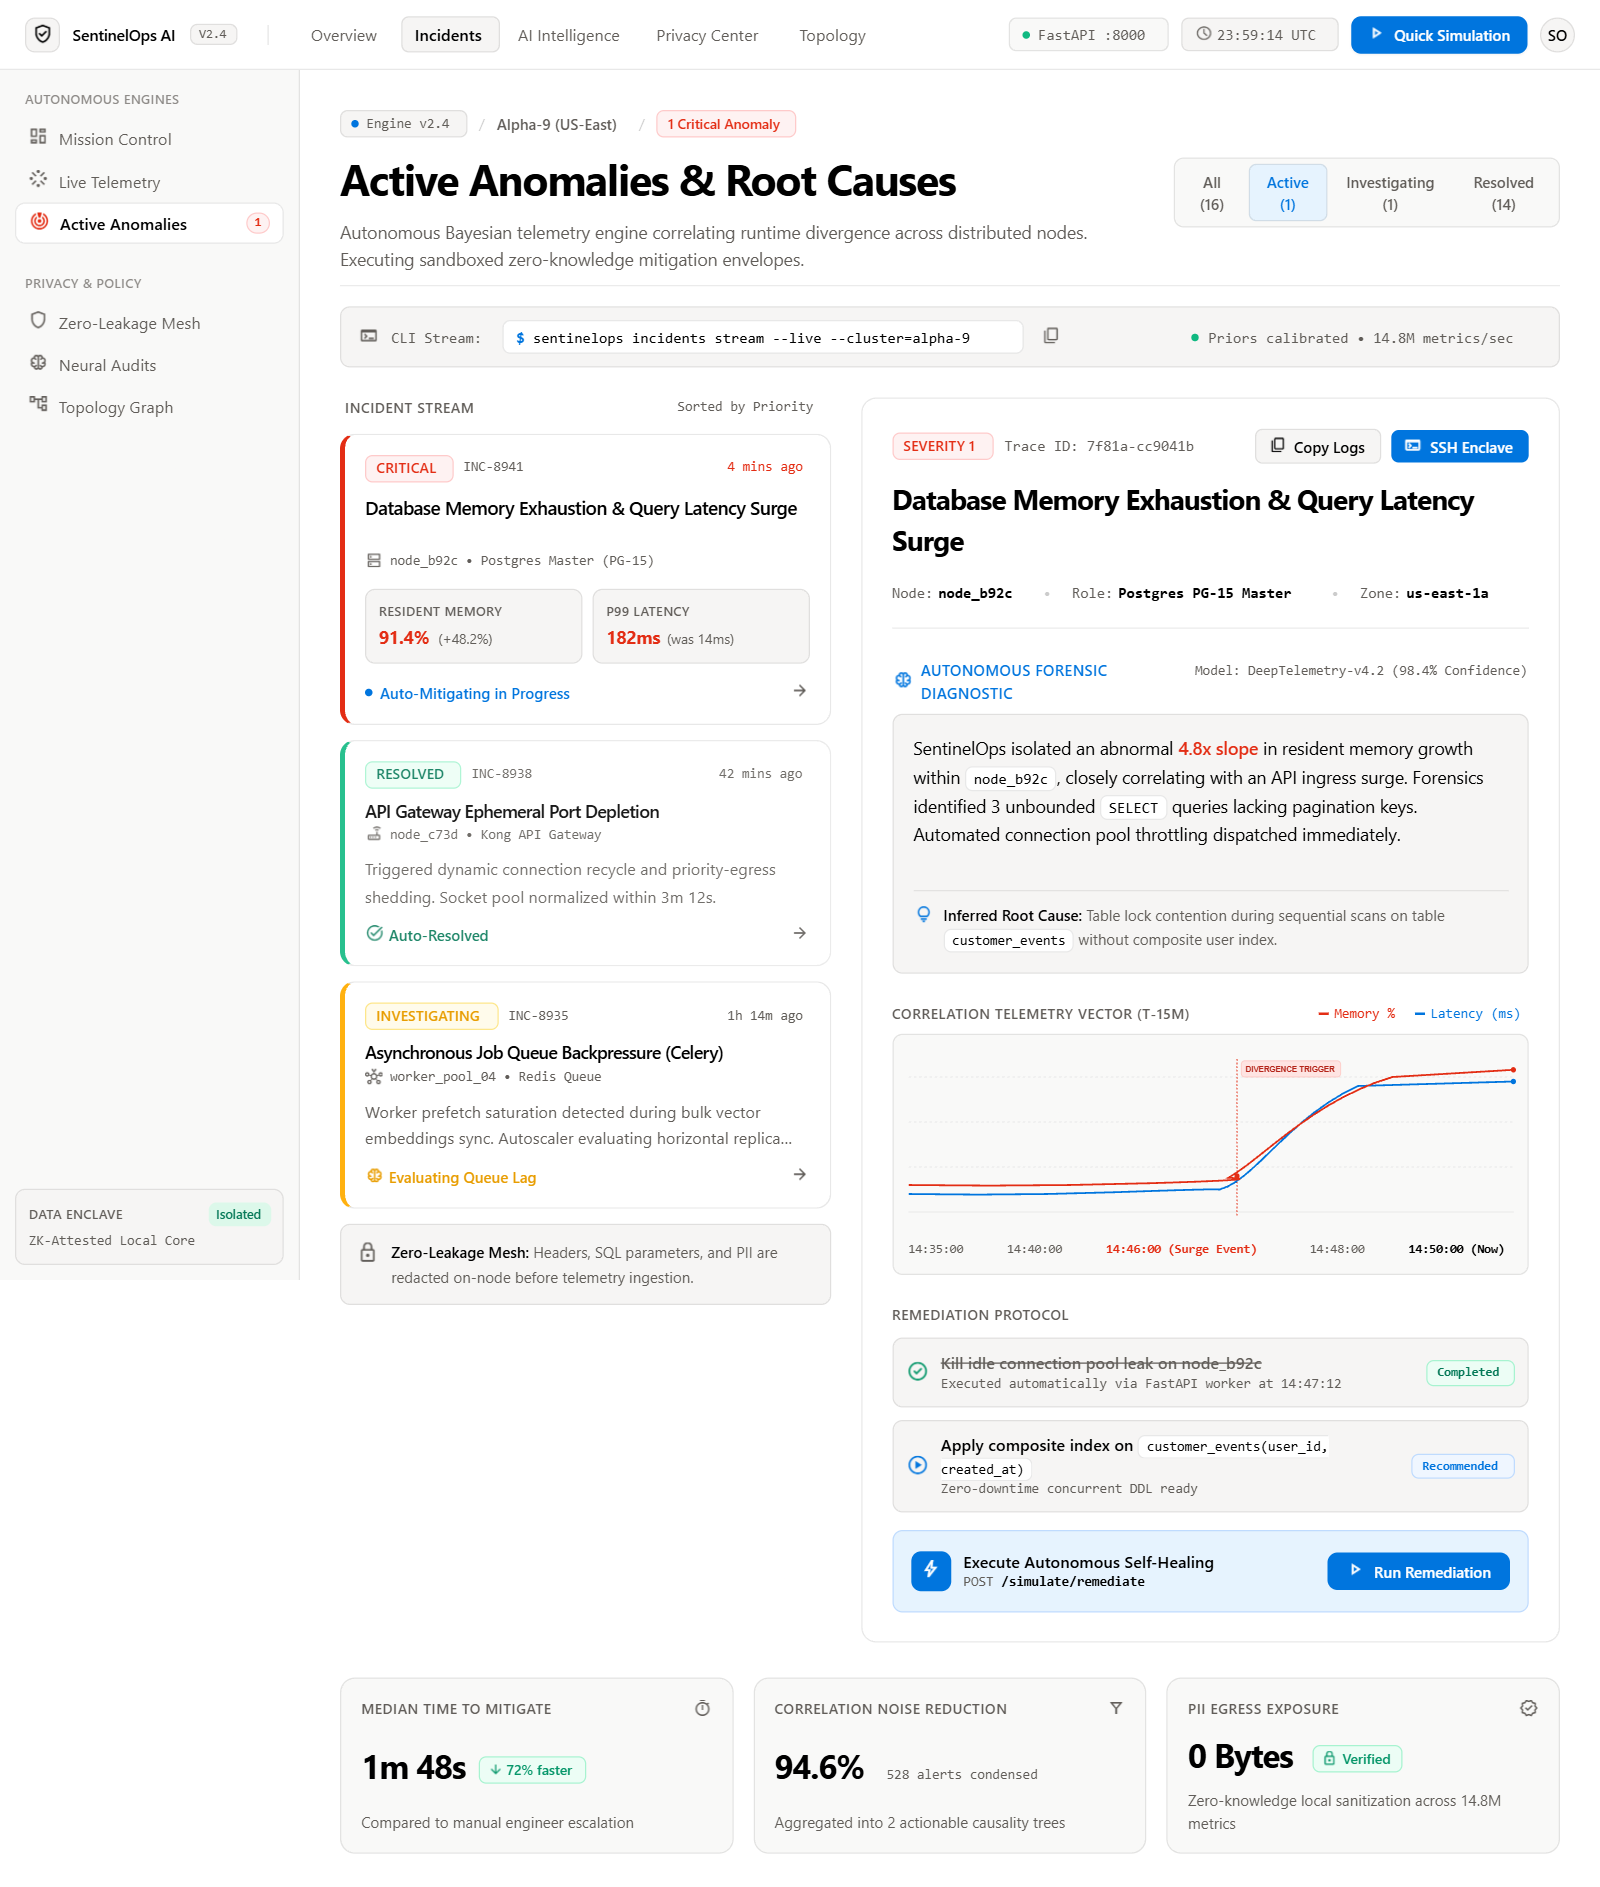 SentinelOps AI V2.4 Overview Incidents AI Intelligence Privacy Center Topology FastAPI :8000 23:59:14 UTC Quick Simulation SO
AUTONOMOUS ENGINES
Mission Control
Live Telemetry
Active Anomalies 1
PRIVACY & POLICY
Zero-Leakage Mesh
Neural Audits
Topology Graph
DATA ENCLAVE Isolated
ZK-Attested Local Core
Engine v2.4 / Alpha-9 (US-East) / 1 Critical Anomaly
Active Anomalies & Root Causes
Autonomous Bayesian telemetry engine correlating runtime divergence across distributed nodes.
Executing sandboxed zero-knowledge mitigation envelopes.
All Active Investigating Resolved
(16) (1) (1) (14)
CLI Stream: $ sentinelops incidents stream --live --cluster=alpha-9 Priors calibrated • 14.8M metrics/sec
INCIDENT STREAM Sorted by Priority
CRITICAL INC-8941 4 mins ago
Database Memory Exhaustion & Query Latency Surge
node_b92c • Postgres Master (PG-15)
RESIDENT MEMORY P99 LATENCY
91.4% (+48.2%) 182ms (was 14ms)
Auto-Mitigating in Progress
RESOLVED INC-8938 42 mins ago
API Gateway Ephemeral Port Depletion
node_c73d • Kong API Gateway
Triggered dynamic connection recycle and priority-egress
shedding. Socket pool normalized within 3m 12s.
Auto-Resolved
INVESTIGATING INC-8935 1h 14m ago
Asynchronous Job Queue Backpressure (Celery)
worker_pool_04 • Redis Queue
Worker prefetch saturation detected during bulk vector
embeddings sync. Autoscaler evaluating horizontal replica...
Evaluating Queue Lag
Zero-Leakage Mesh: Headers, SQL parameters, and PII are
redacted on-node before telemetry ingestion.
SEVERITY 1 Trace ID: 7f81a-cc9041b Copy Logs SSH Enclave
Database Memory Exhaustion & Query Latency
Surge
Node: node_b92c • Role: Postgres PG-15 Master • Zone: us-east-1a
AUTONOMOUS FORENSIC Model: DeepTelemetry-v4.2 (98.4% Confidence)
DIAGNOSTIC
SentinelOps isolated an abnormal 4.8x slope in resident memory growth
within node_b92c, closely correlating with an API ingress surge. Forensics
identified 3 unbounded SELECT queries lacking pagination keys.
Automated connection pool throttling dispatched immediately.
Inferred Root Cause: Table lock contention during sequential scans on table
customer_events without composite user index.
CORRELATION TELEMETRY VECTOR (T-15M) Memory % Latency (ms)
DIVERGENCE TRIGGER
14:35:00 14:40:00 14:46:00 (Surge Event) 14:48:00 14:50:00 (Now)
REMEDIATION PROTOCOL
Kill idle connection pool leak on node_b92c
Executed automatically via FastAPI worker at 14:47:12 Completed
Apply composite index on customer_events(user_id,
created_at)
Zero-downtime concurrent DDL ready Recommended
Execute Autonomous Self-Healing
POST /simulate/remediate Run Remediation
MEDIAN TIME TO MITIGATE
1m 48s 72% faster
Compared to manual engineer escalation
CORRELATION NOISE REDUCTION
94.6% 528 alerts condensed
Aggregated into 2 actionable causality trees
PII EGRESS EXPOSURE
0 Bytes Verified
Zero-knowledge local sanitization across 14.8M
metrics